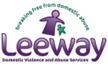 breaking free from domestic abuse
Leeway
Domestic Violence and Abuse Services